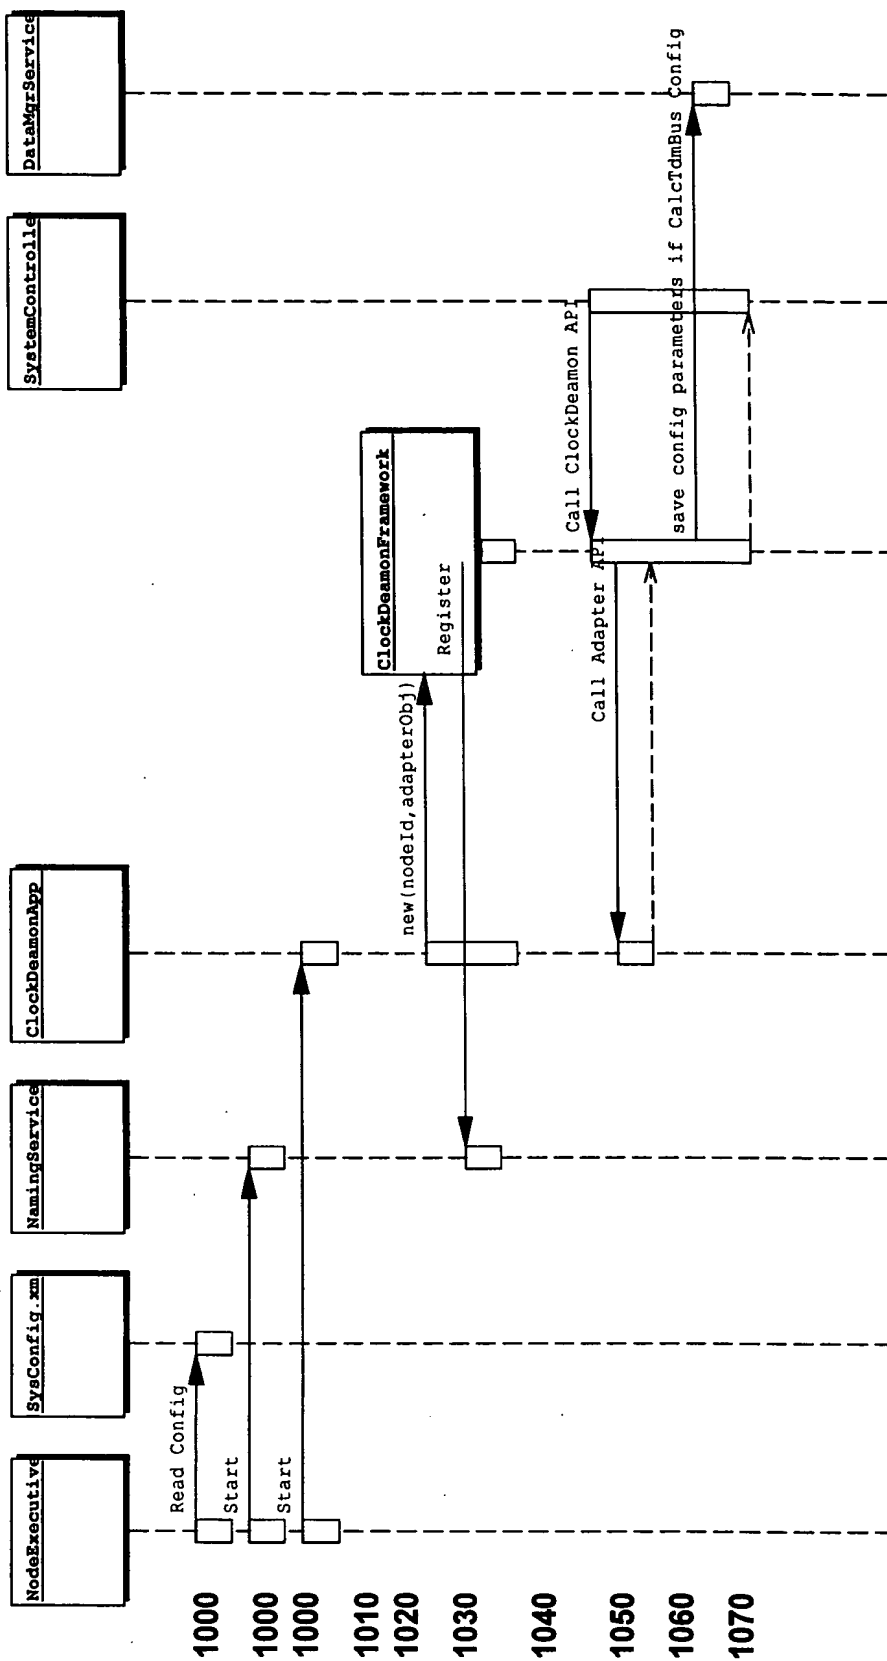 NodeExecutive
SysConfig.xm
NamingService
ClockDeamonApp
SystemControlle
DataMgrService
1000
Read Config
1000
Start
1000
Start
1010
ClockDeamonFramework
1020
new(nodeId,adapterObj)
1030
Register
1040
Call ClockDeamon API
1050
Call Adapter API
1060
save config parameters if CalcTdmBus Config
1070